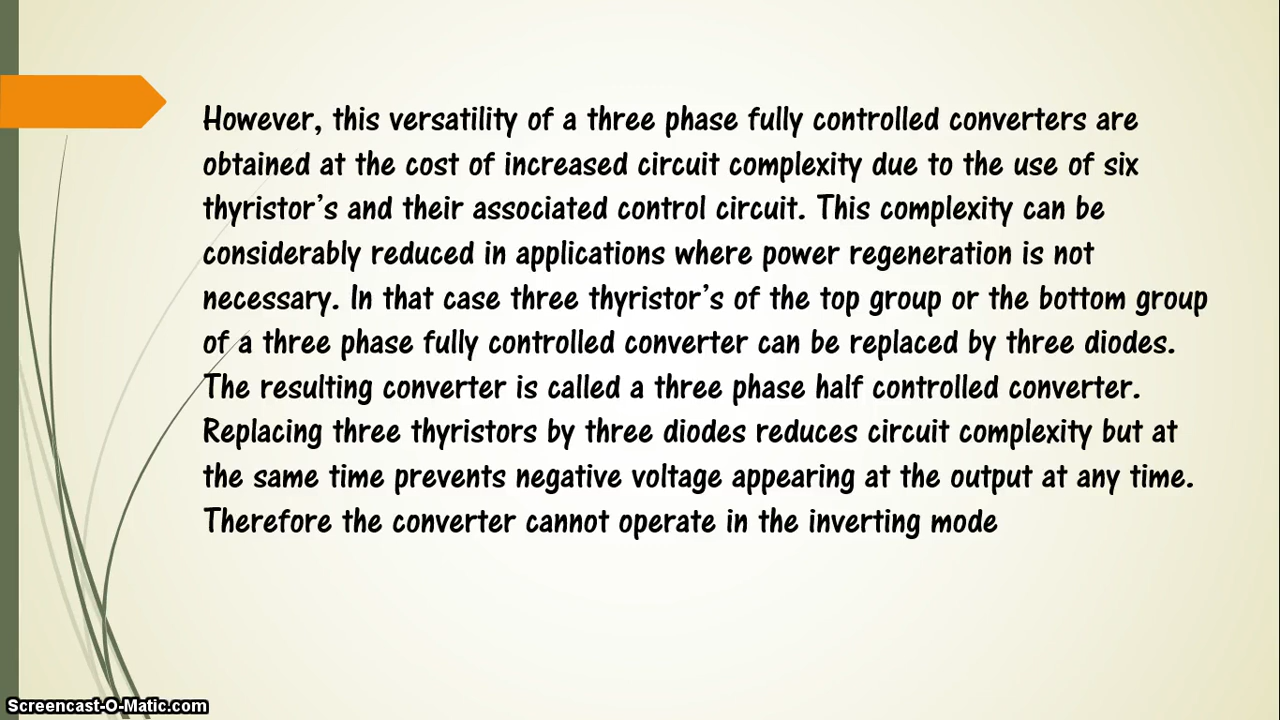 However, this versatility of a three phase fully controlled converters are
obtained at the cost of increased circuit complexity due to the use of six
thyristor’s and their associated control circuit. This complexity can be
considerably reduced in applications where power regeneration is not
necessary. In that case three thyristor’s of the top group or the bottom group
of a three phase fully controlled converter can be replaced by three diodes.
The resulting converter is called a three phase half controlled converter.
Replacing three thyristors by three diodes reduces circuit complexity but at
the same time prevents negative voltage appearing at the output at any time.
Therefore the converter cannot operate in the inverting mode
Screencast-O-Matic.com